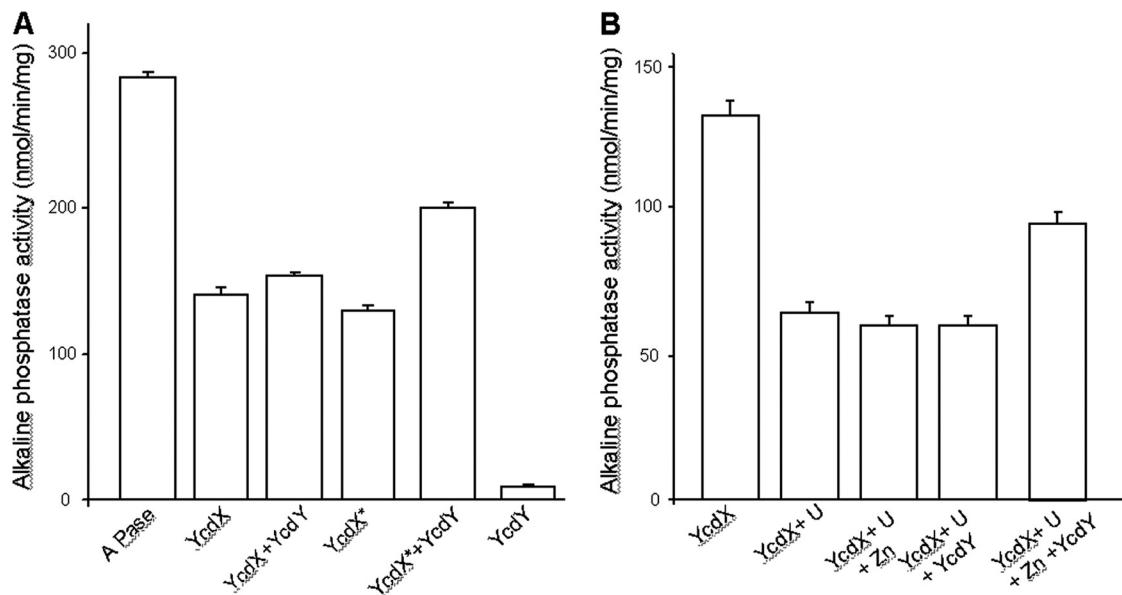 A
Alkaline phosphatase activity (nmol/min/mg)
300
200
100
0
A Pase
YcdX
YcdX+YcdY
YcdX*
YcdX*+YcdY
YcdY
B
Alkaline phosphatase activity (nmol/min/mg)
150
100
50
0
YcdX
YcdX+ U
YcdX+ U
+ Zn
YcdX+ U
+ YcdY
YcdX+ U
+ Zn +YcdY